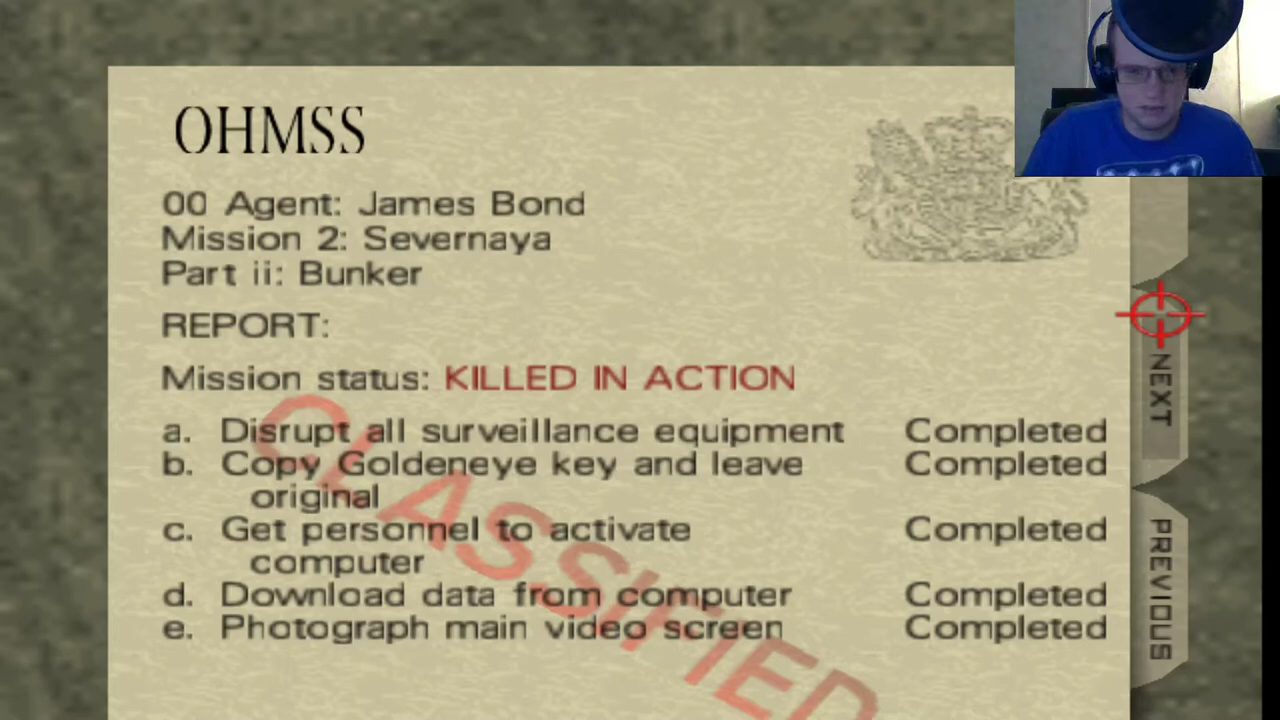 OHMSS
00 Agent: James Bond
Mission 2: Severnaya
Part ii: Bunker
REPORT:
Mission status: KILLED IN ACTION
a. Disrupt all surveillance equipment Completed
b. Copy Goldeneye key and leave Completed
original
c. Get personnel to activate Completed
computer
d. Download data from computer Completed
e. Photograph main video screen Completed
CLASSIFIED
NEXT
PREVIOUS